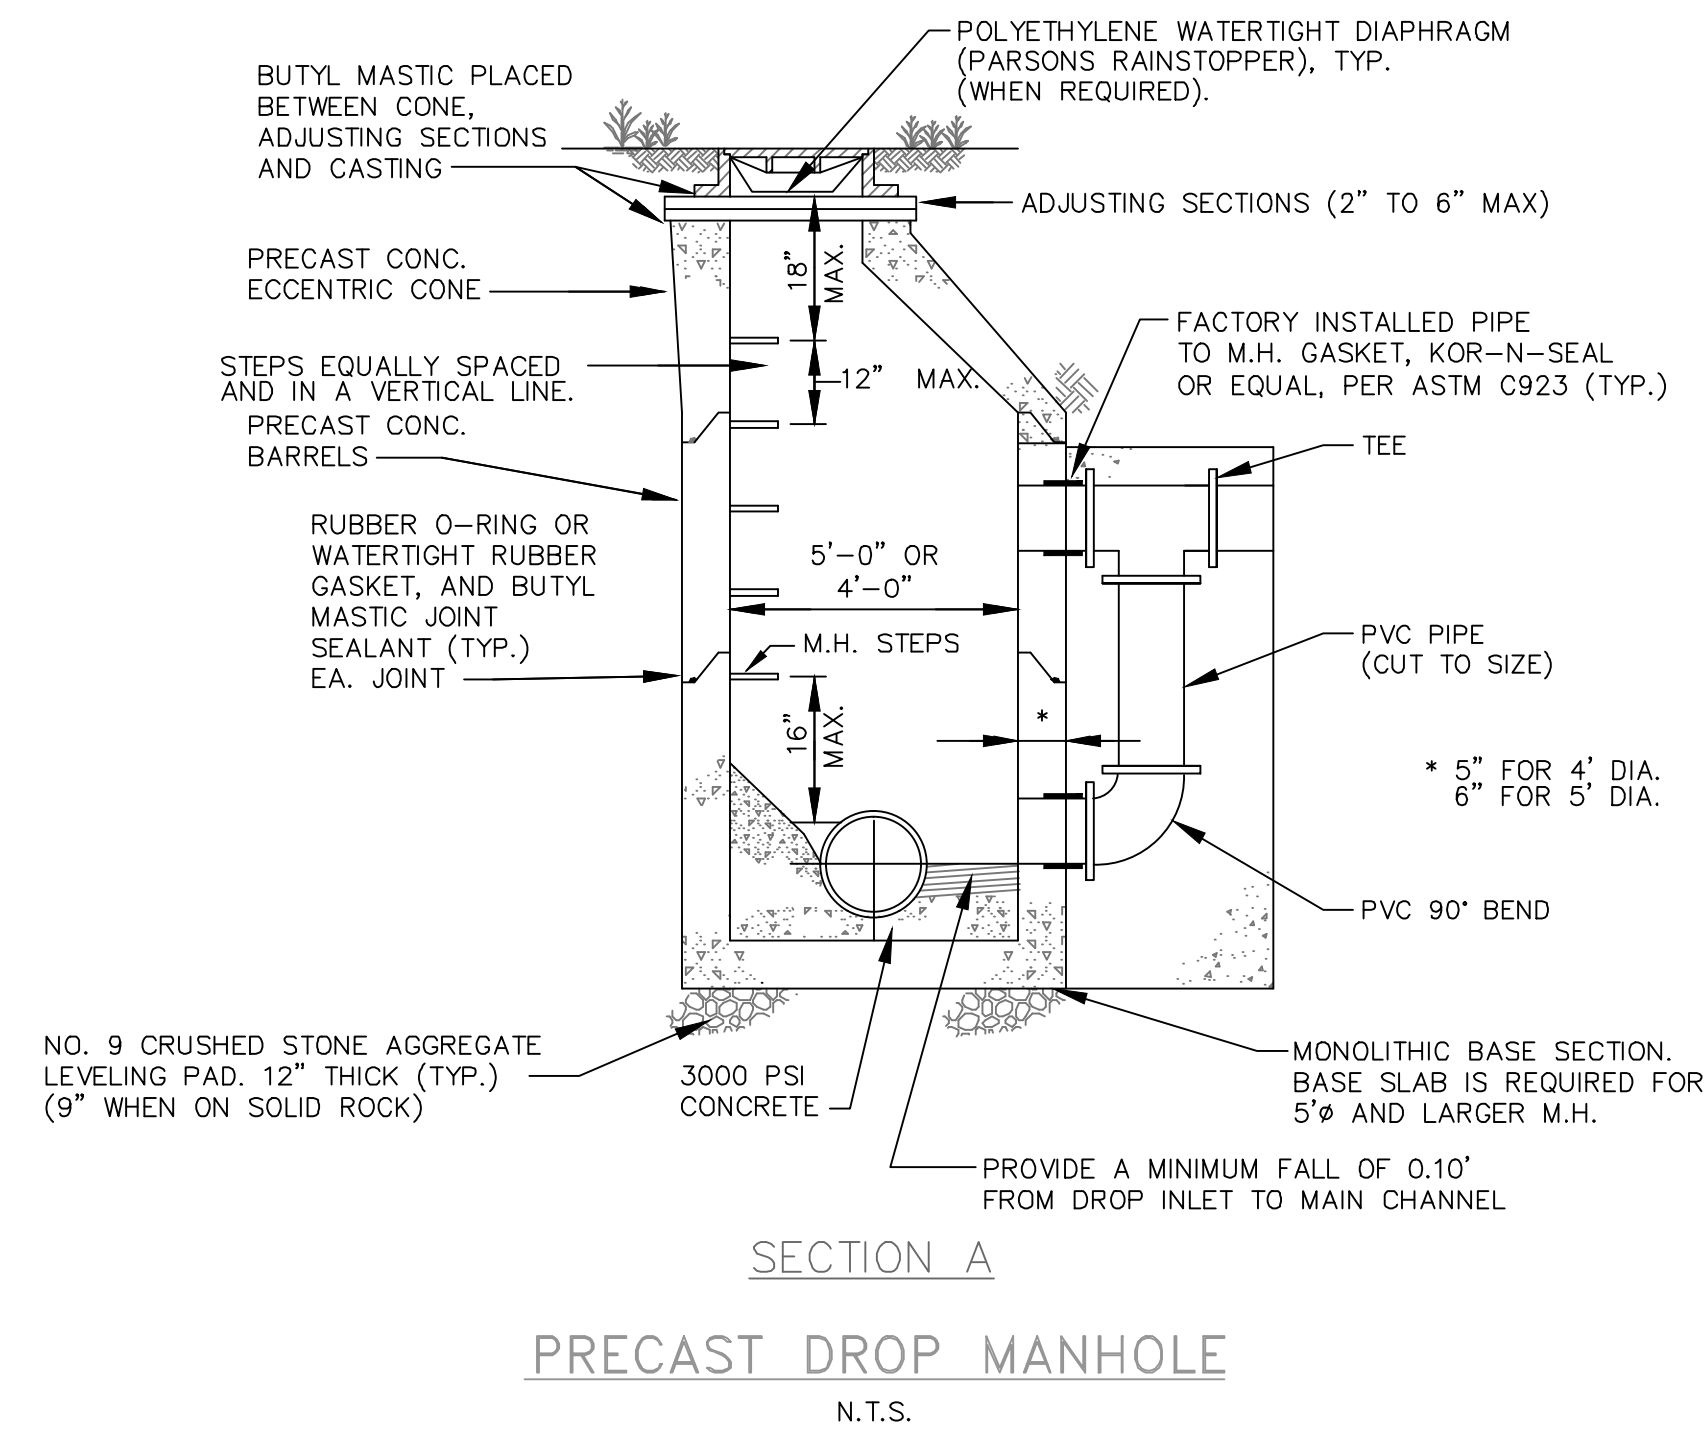 POLYETHYLENE WATERTIGHT DIAPHRAGM
(PARSONS RAINSTOPPER), TYP.
(WHEN REQUIRED).
BUTYL MASTIC PLACED
BETWEEN CONE,
ADJUSTING SECTIONS
AND CASTING
ADJUSTING SECTIONS (2" TO 6" MAX)
PRECAST CONC.
ECCENTRIC CONE
18"
MAX.
FACTORY INSTALLED PIPE
TO M.H. GASKET, KOR-N-SEAL
OR EQUAL, PER ASTM C923 (TYP.)
STEPS EQUALLY SPACED
AND IN A VERTICAL LINE.
12" MAX.
PRECAST CONC.
BARRELS
TEE
RUBBER O-RING OR
WATERTIGHT RUBBER
GASKET, AND BUTYL
MASTIC JOINT
SEALANT (TYP.)
EA. JOINT
5'-0" OR
4'-0"
M.H. STEPS
PVC PIPE
(CUT TO SIZE)
16"
MAX.
*
* 5" FOR 4' DIA.
6" FOR 5' DIA.
PVC 90° BEND
NO. 9 CRUSHED STONE AGGREGATE
LEVELING PAD. 12" THICK (TYP.)
(9" WHEN ON SOLID ROCK)
3000 PSI
CONCRETE
MONOLITHIC BASE SECTION.
BASE SLAB IS REQUIRED FOR
5'ø AND LARGER M.H.
PROVIDE A MINIMUM FALL OF 0.10'
FROM DROP INLET TO MAIN CHANNEL
SECTION A
PRECAST DROP MANHOLE
N.T.S.